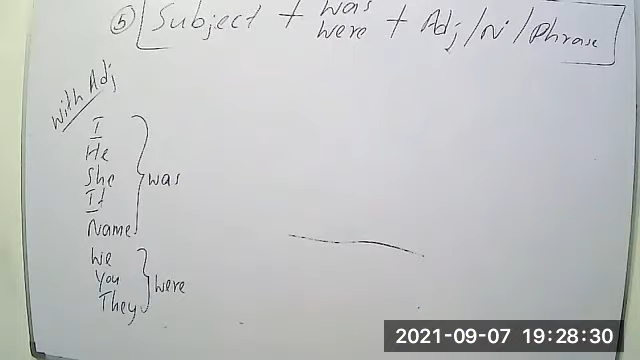 ⑤ Subject + was/were + Adj/N/Phrase
With Adj
I
He
She
It
Name
was
We
You
They
were
2021-09-07 19:28:30